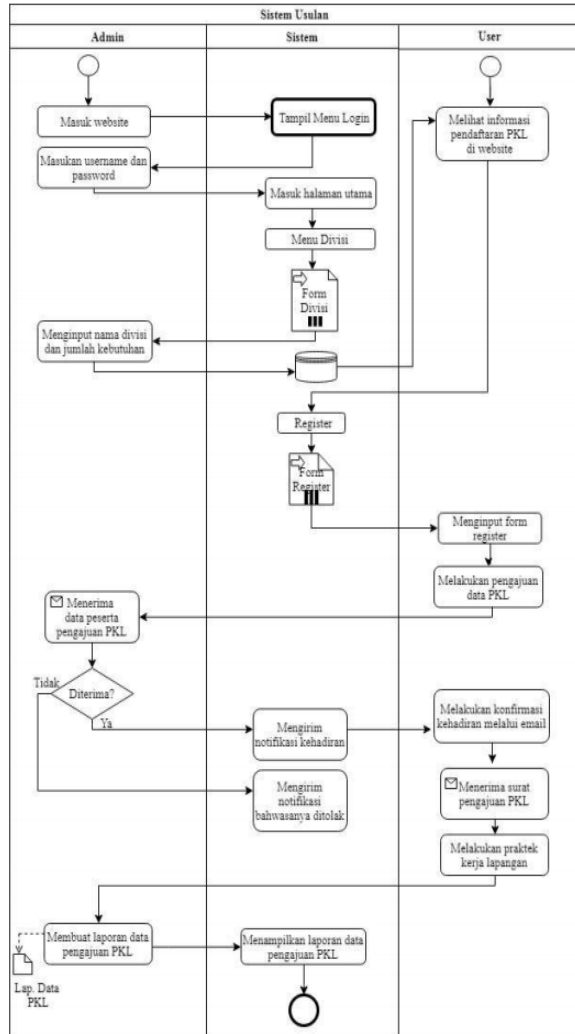 Sistem Usulan
Admin
Sistem
User
Masuk website
Tampil Menu Login
Melihat informasi
pendaftaran PKL
di website
Masukan username dan
password
Masuk halaman utama
Menu Divisi
Form
Divisi
Menginput nama divisi
dan jumlah kebutuhan
Register
Form
Register
Menginput form
register
Melakukan pengajuan
data PKL
Menerima
data peserta
pengajuan PKL
Tidak
Diterima?
Ya
Mengirim
notifikasi kehadiran
Melakukan konfirmasi
kehadiran melalui email
Mengirim
notifikasi
bahwasanya ditolak
Menerima surat
pengajuan PKL
Melakukan praktek
kerja lapangan
Membuat laporan data
pengajuan PKL
Menampilkan laporan data
pengajuan PKL
Lap. Data
PKL